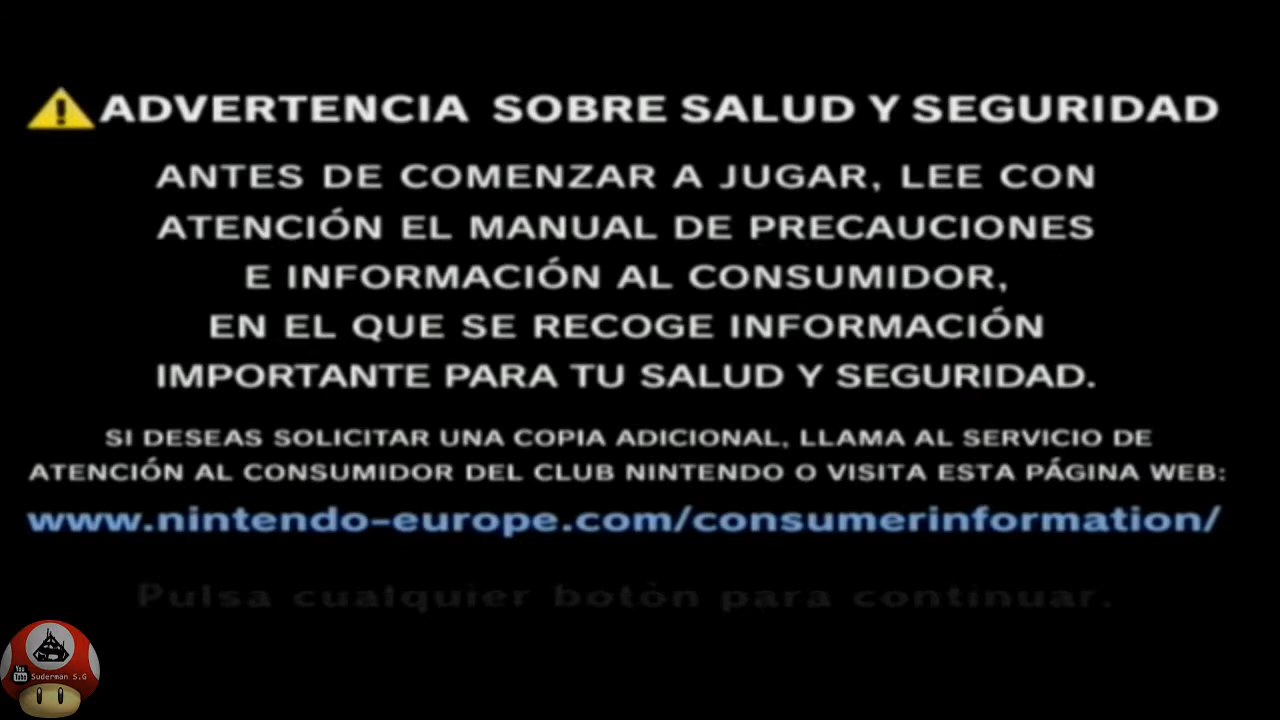 ADVERTENCIA SOBRE SALUD Y SEGURIDAD
ANTES DE COMENZAR A JUGAR, LEE CON
ATENCIÓN EL MANUAL DE PRECAUCIONES
E INFORMACIÓN AL CONSUMIDOR,
EN EL QUE SE RECOGE INFORMACIÓN
IMPORTANTE PARA TU SALUD Y SEGURIDAD.
SI DESEAS SOLICITAR UNA COPIA ADICIONAL, LLAMA AL SERVICIO DE
ATENCIÓN AL CONSUMIDOR DEL CLUB NINTENDO O VISITA ESTA PÁGINA WEB:
www.nintendo-europe.com/consumerinformation/
Pulsa cualquier botòn para continuar.
You
Tube Suderman S.G